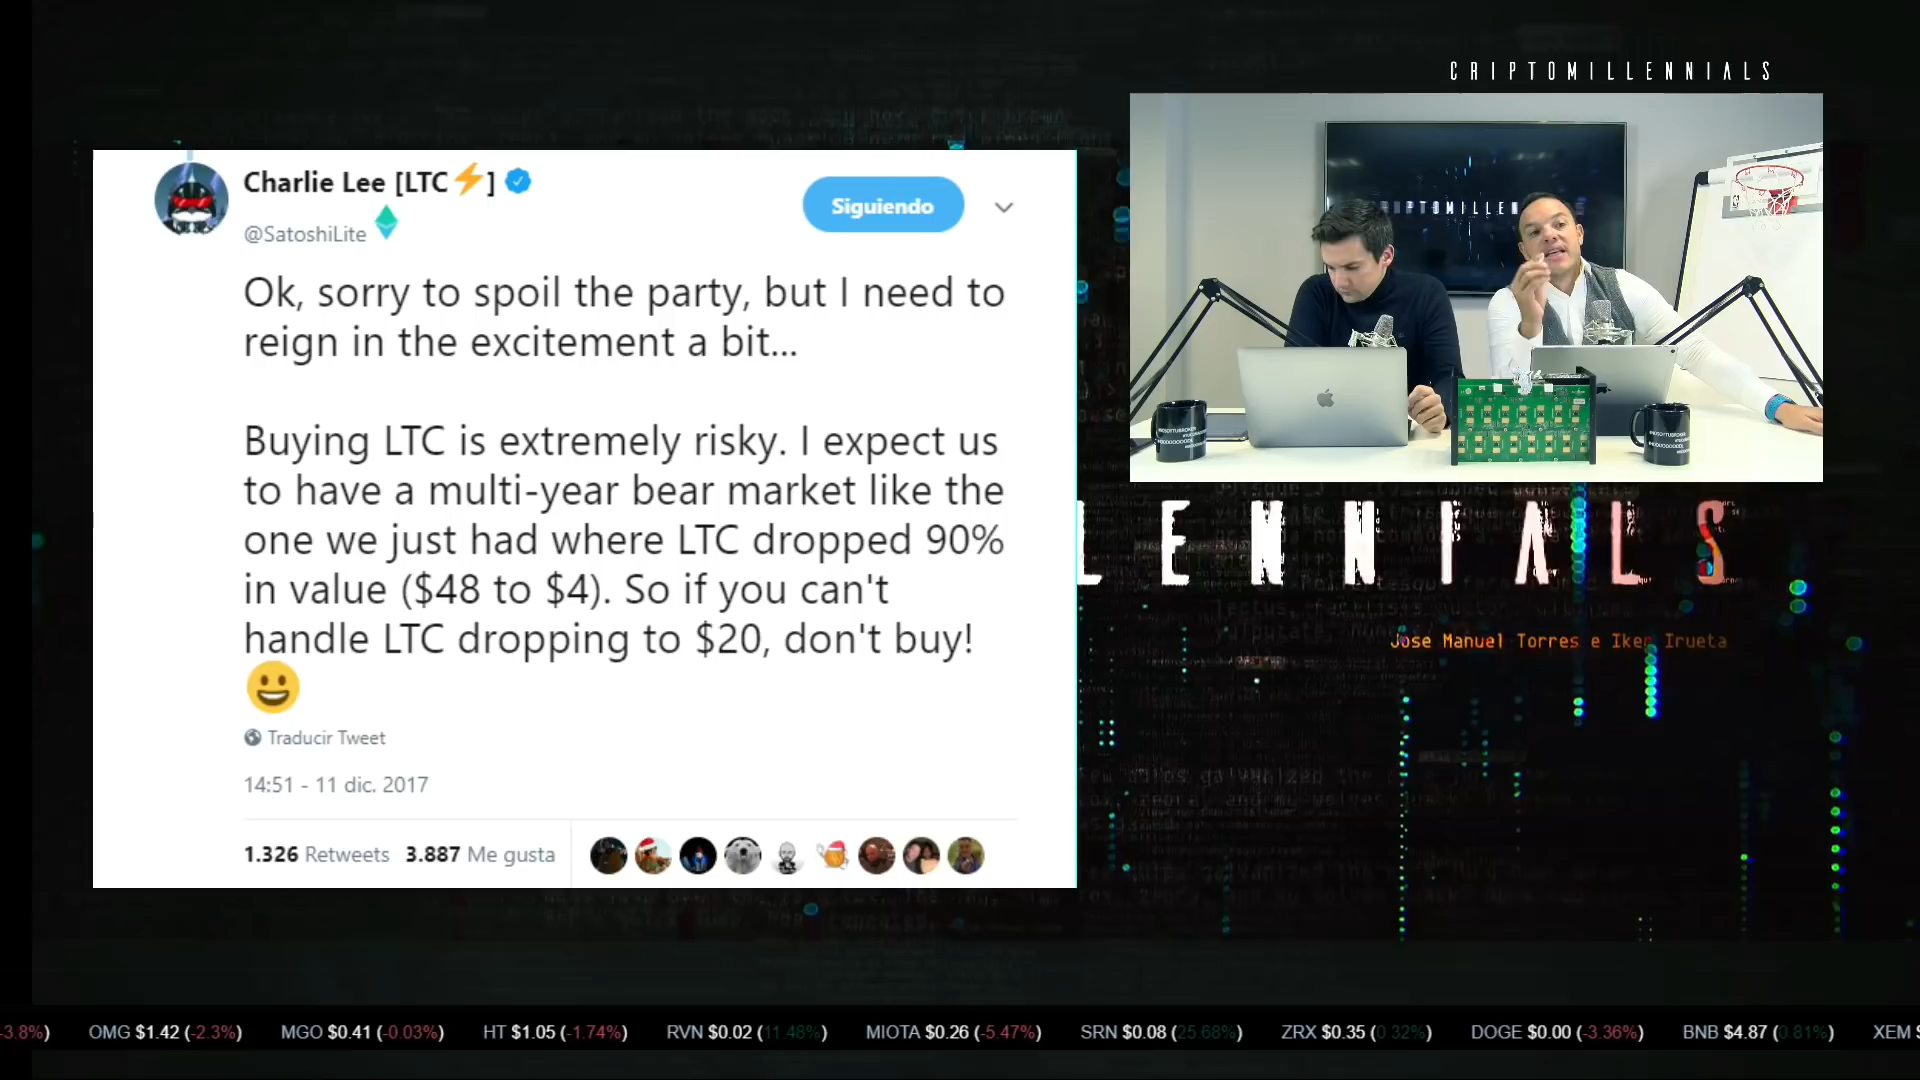 CRIPTOMILLENNIALS
Charlie Lee [LTC⚡]
@SatoshiLite
Siguiendo
Ok, sorry to spoil the party, but I need to
reign in the excitement a bit...
Buying LTC is extremely risky. I expect us
to have a multi-year bear market like the
one we just had where LTC dropped 90%
in value ($48 to $4). So if you can't
handle LTC dropping to $20, don't buy!
😀
Traducir Tweet
14:51 - 11 dic. 2017
1.326 Retweets 3.887 Me gusta
LENNIALS
Jose Manuel Torres e Iker Irueta
-3.8%) OMG $1.42 (-2.3%) MGO $0.41 (-0.03%) HT $1.05 (-1.74%) RVN $0.02 (11.48%) MIOTA $0.26 (-5.47%) SRN $0.08 (25.68%) ZRX $0.35 (0.32%) DOGE $0.00 (-3.36%) BNB $4.87 (0.81%) XEM